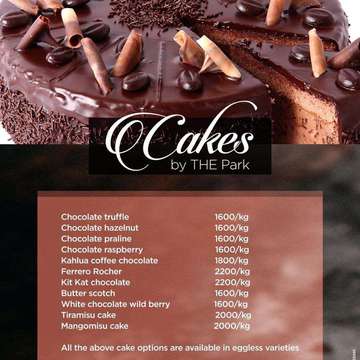 Cakes
by THE Park
Chocolate truffle 1600/kg
Chocolate hazelnut 1600/kg
Chocolate praline 1600/kg
Chocolate raspberry 1600/kg
Kahlua coffee chocolate 1800/kg
Ferrero Rocher 2200/kg
Kit Kat chocolate 2200/kg
Butter scotch 1600/kg
White chocolate wild berry 1600/kg
Tiramisu cake 2000/kg
Mangomisu cake 2000/kg
All the above cake options are available in eggless varieties